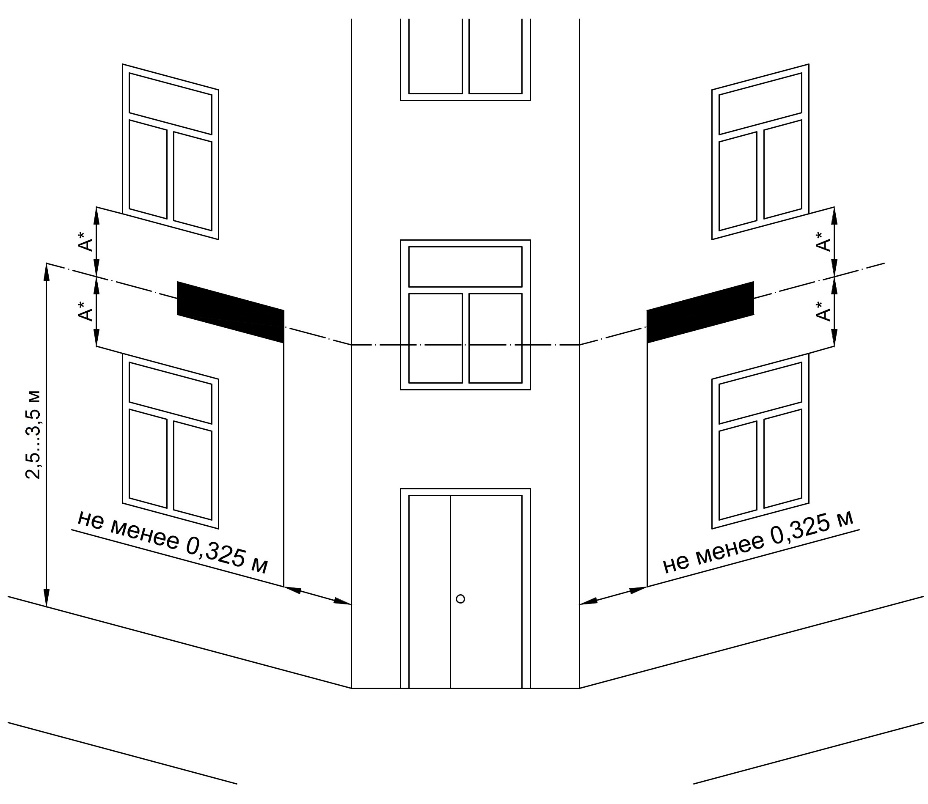 А*
А*
А*
А*
2,5...3,5 м
не менее 0,325 м
не менее 0,325 м